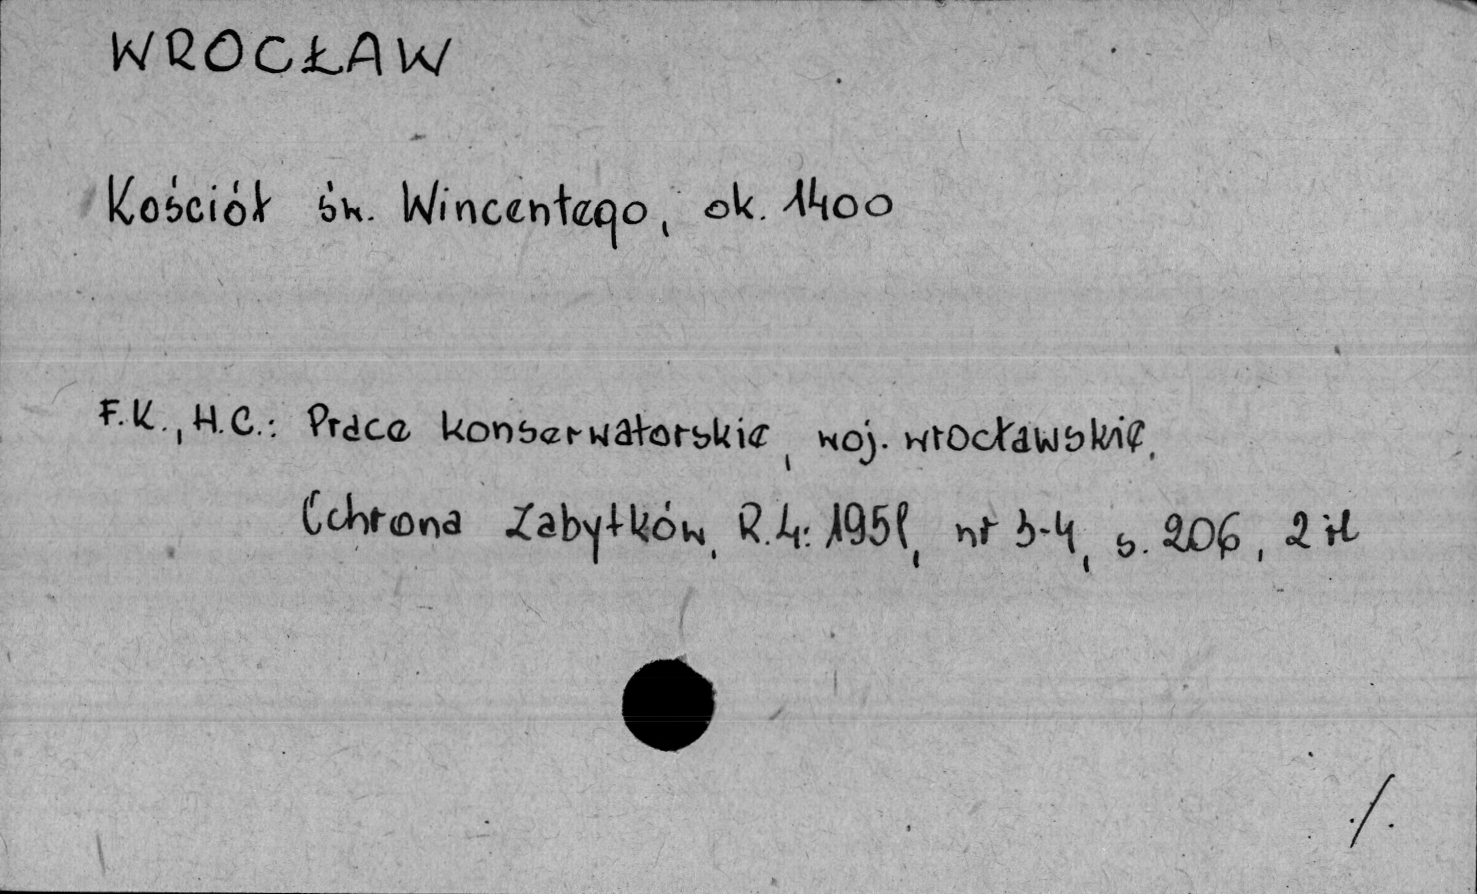 WROCŁAW
Kościół św. Wincentego, ok. 1400
F.K., H.C.: Prace konserwatorskie, woj. wrocławskie.
Ochrona Zabytków, R.4: 1951, nr 3-4, s. 206, 2 il
./.